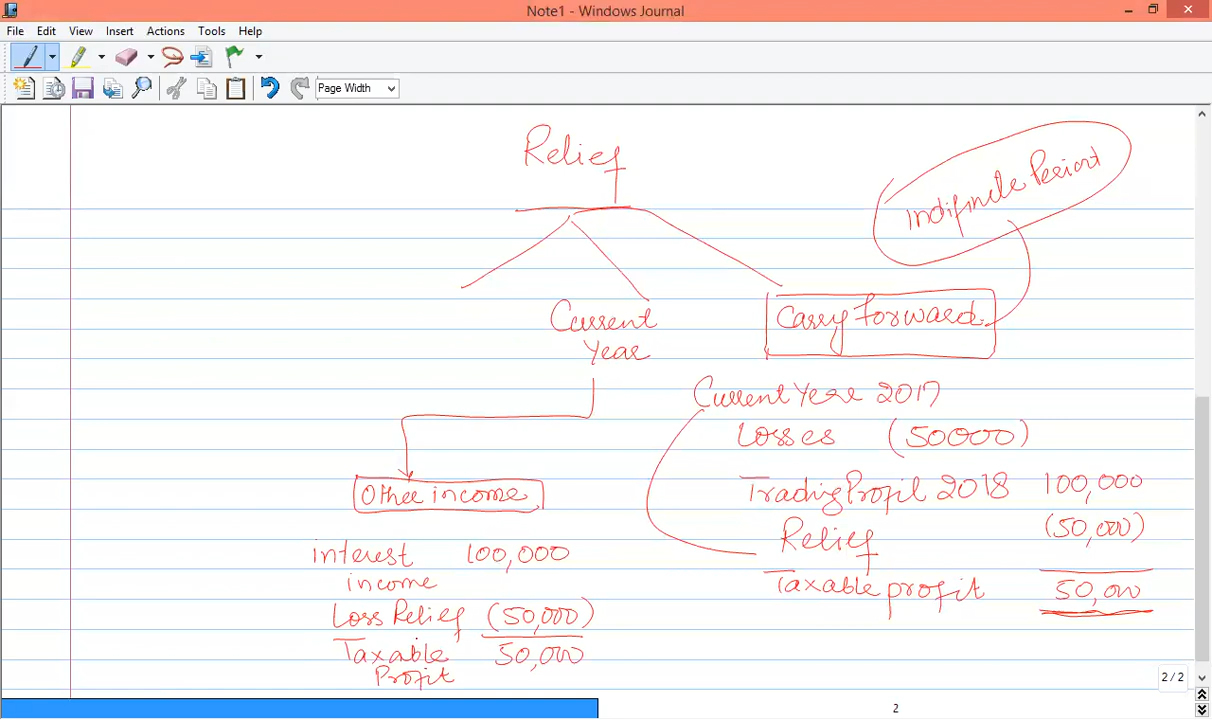 Note1 - Windows Journal
File Edit View Insert Actions Tools Help
Page Width
Relief
Indifinete Period
Current
Year
Carry forward
Current Year 2017
Losses (50000)
Trading Profit 2018 100,000
Relief (50,000)
Taxable profit 50,000
Other income
interest 100,000
income
Loss Relief (50,000)
Taxable 50,000
Profit
2 / 2
2